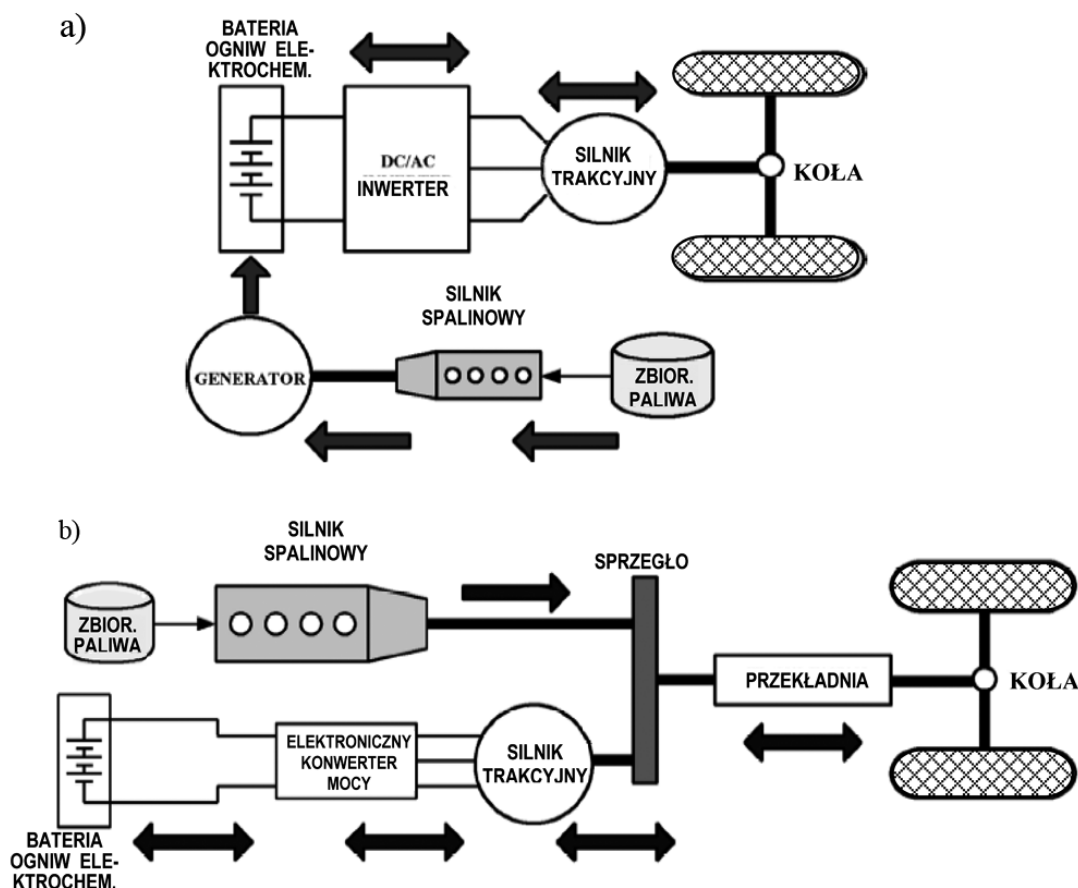 a)
BATERIA
OGNIW ELE-
KTROCHEM.
DC/AC
INWERTER
SILNIK
TRAKCYJNY
KOŁA
SILNIK
SPALINOWY
GENERATOR
ZBIOR.
PALIWA
b)
SILNIK
SPALINOWY
SPRZEGŁO
ZBIOR.
PALIWA
PRZEKŁADNIA
KOŁA
ELEKTRONICZNY
KONWERTER
MOCY
SILNIK
TRAKCYJNY
BATERIA
OGNIW ELE-
KTROCHEM.